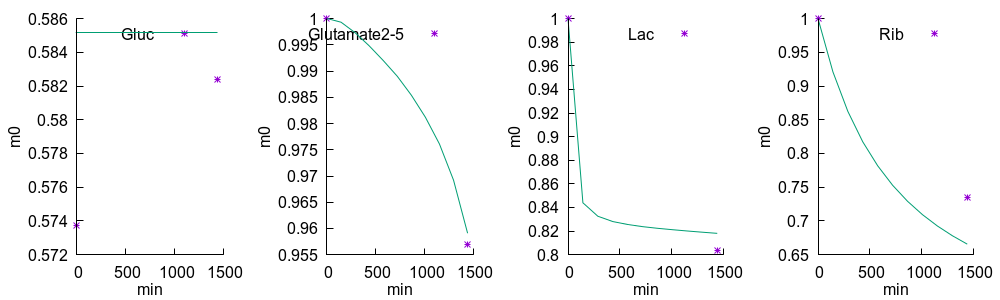 0.586
0.584
0.582
0.58
0.578
0.576
0.574
0.572
0 500 1000 1500
min
m0
Gluc
1
0.995
0.99
0.985
0.98
0.975
0.97
0.965
0.96
0.955
0 500 1000 1500
min
m0
Glutamate2-5
1
0.98
0.96
0.94
0.92
0.9
0.88
0.86
0.84
0.82
0.8
0 500 1000 1500
min
m0
Lac
1
0.95
0.9
0.85
0.8
0.75
0.7
0.65
0 500 1000 1500
min
m0
Rib